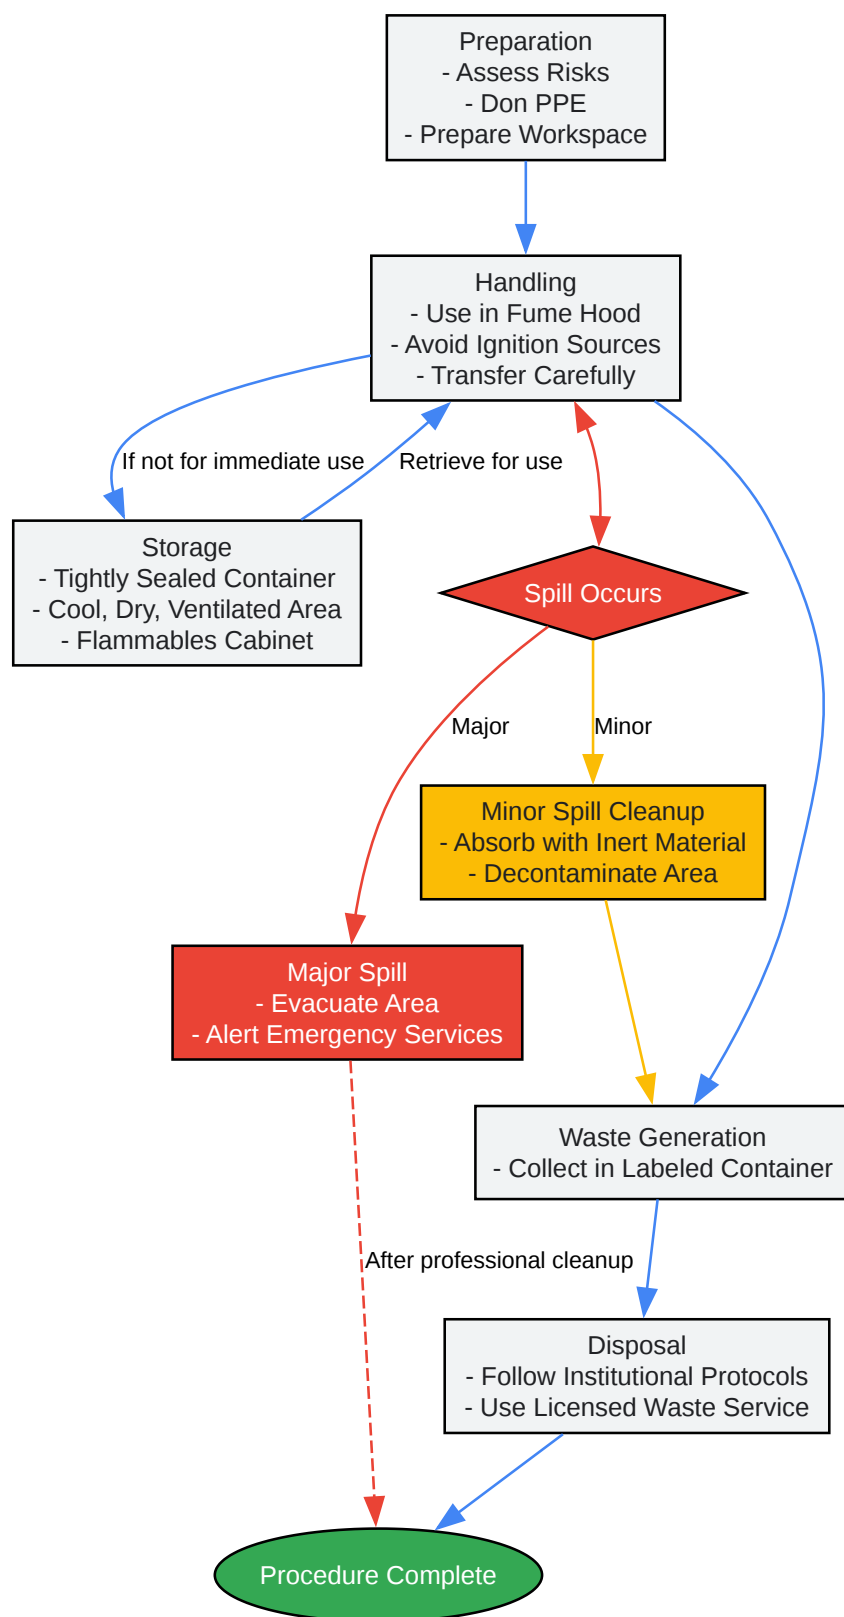 Preparation
- Assess Risks
- Don PPE
- Prepare Workspace
Handling
- Use in Fume Hood
- Avoid Ignition Sources
- Transfer Carefully
If not for immediate use
Retrieve for use
Storage
- Tightly Sealed Container
- Cool, Dry, Ventilated Area
- Flammables Cabinet
Spill Occurs
Major
Minor
Minor Spill Cleanup
- Absorb with Inert Material
- Decontaminate Area
Major Spill
- Evacuate Area
- Alert Emergency Services
Waste Generation
- Collect in Labeled Container
After professional cleanup
Disposal
- Follow Institutional Protocols
- Use Licensed Waste Service
Procedure Complete